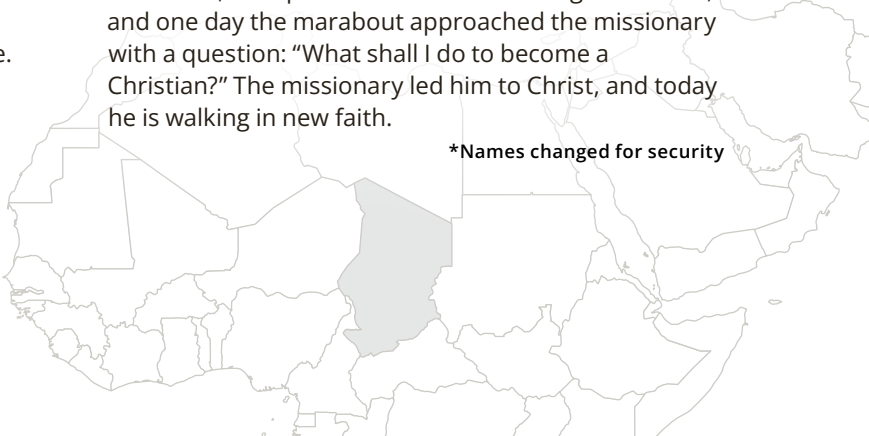 and one day the marabout approached the missionary
e.
with a question: “What shall I do to become a
Christian?” The missionary led him to Christ, and today
he is walking in new faith.
*Names changed for security